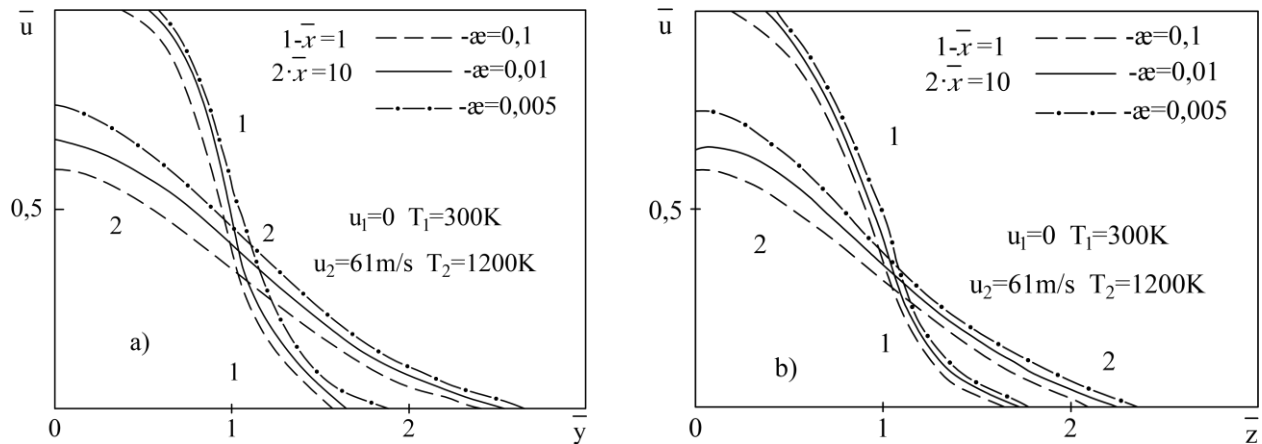 u̅
1-x̅=1
2·x̅=10
-æ=0,1
-æ=0,01
-æ=0,005
1
0,5
2
2
u₁=0 T₁=300K
u₂=61m/s T₂=1200K
a)
1
0
1
2
y̅
u̅
1-x̅=1
2·x̅=10
-æ=0,1
-æ=0,01
-æ=0,005
1
0,5
2
u₁=0 T₁=300K
u₂=61m/s T₂=1200K
1
2
b)
0
1
2
z̅